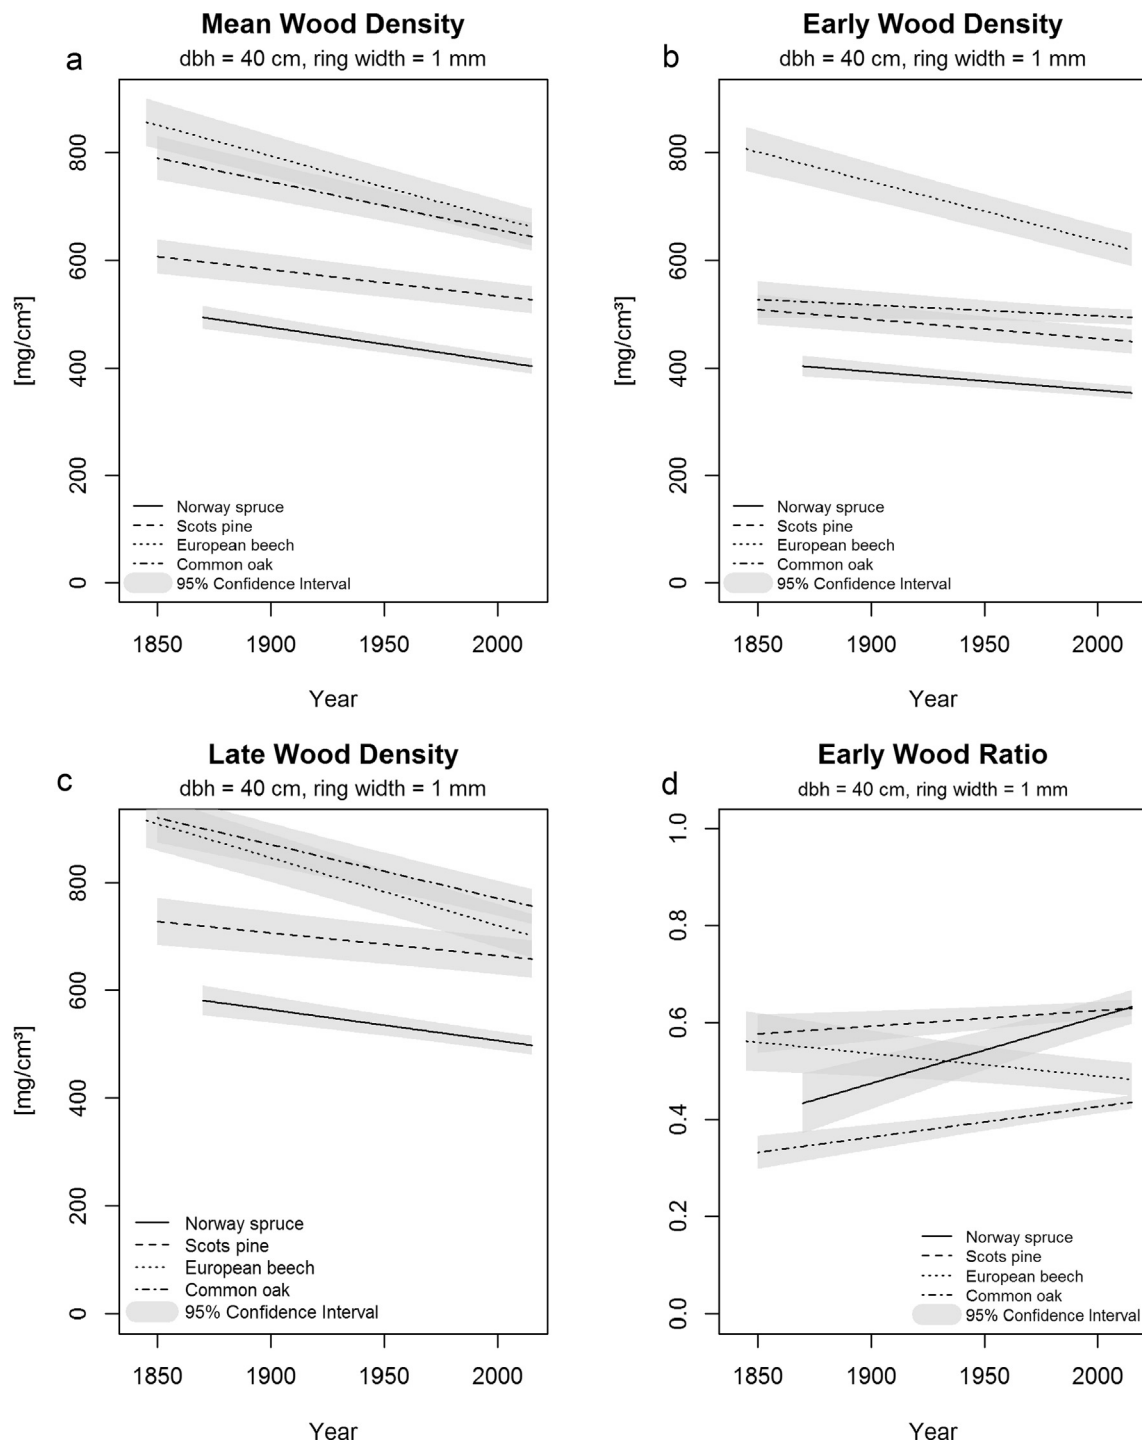 a
Mean Wood Density
dbh = 40 cm, ring width = 1 mm
[mg/cm³]
800
600
400
200
0
Norway spruce
Scots pine
European beech
Common oak
95% Confidence Interval
1850 1900 1950 2000
Year
b
Early Wood Density
dbh = 40 cm, ring width = 1 mm
[mg/cm³]
800
600
400
200
0
Norway spruce
Scots pine
European beech
Common oak
95% Confidence Interval
1850 1900 1950 2000
Year
c
Late Wood Density
dbh = 40 cm, ring width = 1 mm
[mg/cm³]
800
600
400
200
0
Norway spruce
Scots pine
European beech
Common oak
95% Confidence Interval
1850 1900 1950 2000
Year
d
Early Wood Ratio
dbh = 40 cm, ring width = 1 mm
1.0
0.8
0.6
0.4
0.2
0.0
Norway spruce
Scots pine
European beech
Common oak
95% Confidence Interval
1850 1900 1950 2000
Year